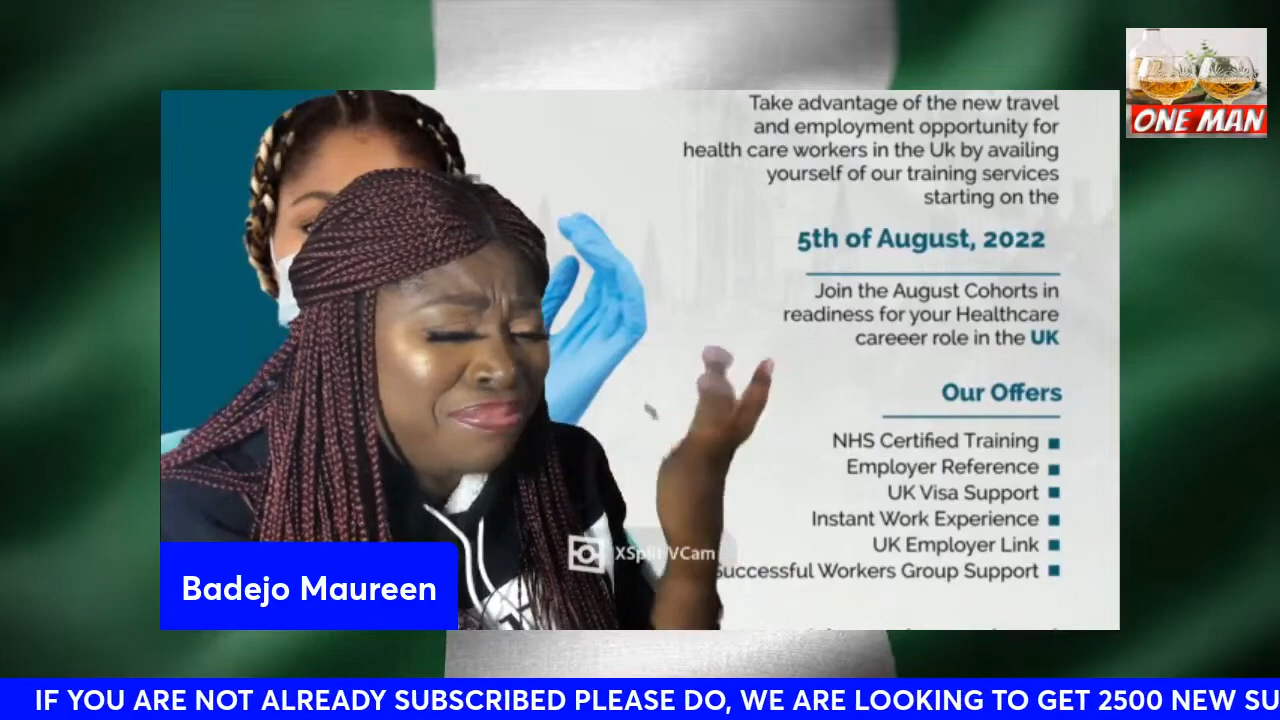 ONE MAN
Take advantage of the new travel
and employment opportunity for
health care workers in the Uk by availing
yourself of our training services
starting on the
5th of August, 2022
Join the August Cohorts in
readiness for your Healthcare
careeer role in the UK
Our Offers
NHS Certified Training
Employer Reference
UK Visa Support
Instant Work Experience
UK Employer Link
Successful Workers Group Support
XSplit VCam
Badejo Maureen
IF YOU ARE NOT ALREADY SUBSCRIBED PLEASE DO, WE ARE LOOKING TO GET 2500 NEW SU